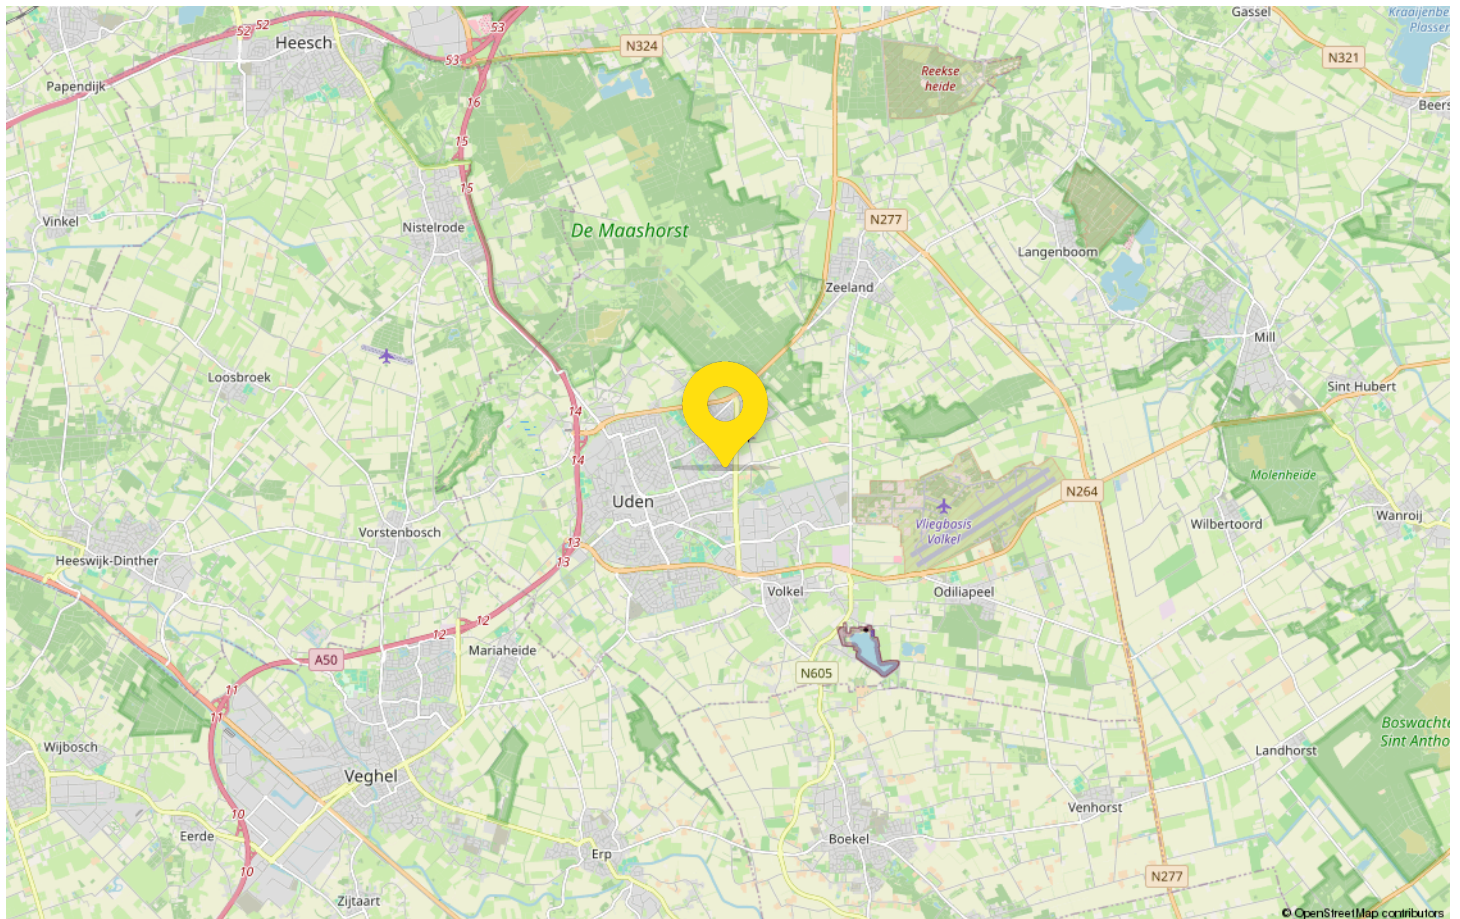 Gassel
Kraaijenbe
Plassen
52
52
53
Heesch
N324
N321
53
Reekse
heide
Papendijk
16
Beers
15
15
Vinkel
Nistelrode
De Maashorst
N277
Langenboom
Zeeland
Mill
Loosbroek
Sint Hubert
14
14
Molenheide
N264
Uden
Vliegbasis
Volkel
Wanroij
Wilbertoord
Vorstenbosch
13
13
Heeswijk-Dinther
Volkel
Odiliapeel
12
12
Mariaheide
A50
N605
11
11
Boswachte
Sint Antho
Wijbosch
Landhorst
Veghel
Venhorst
10
Eerde
Boekel
Erp
10
N277
Zijtaart
© OpenStreetMap contributors